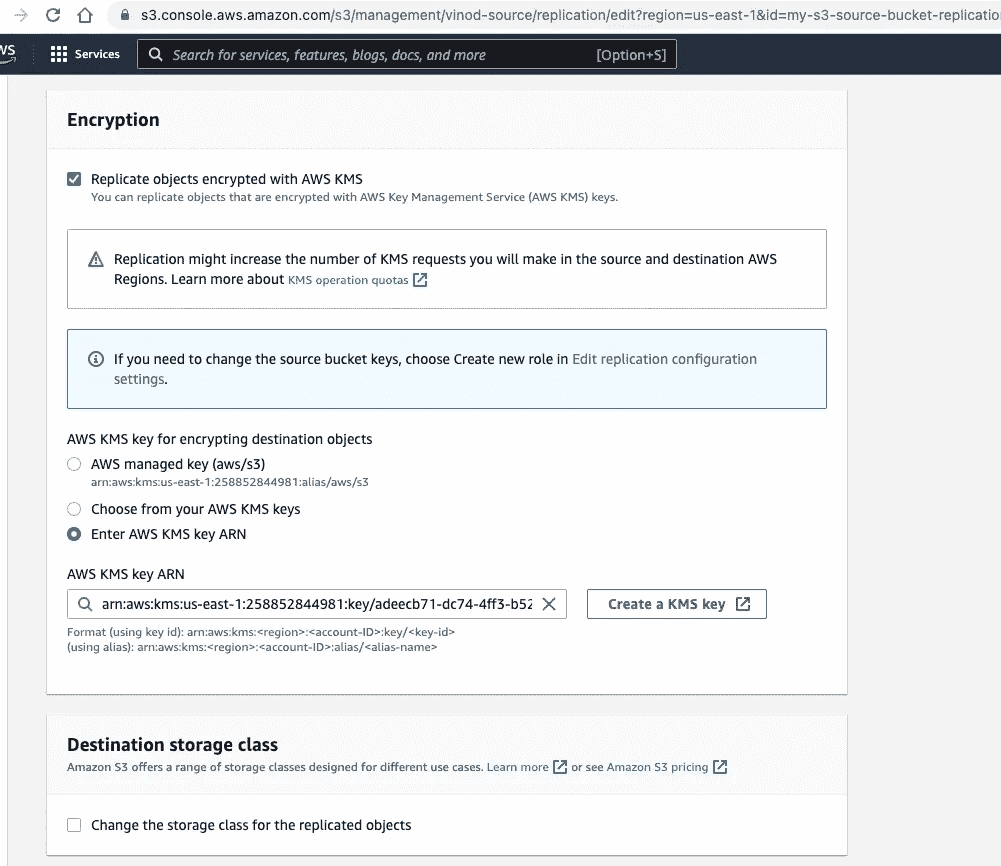 s3.console.aws.amazon.com/s3/management/vinod-source/replication/edit?region=us-east-1&id=my-s3-source-bucket-replicatio
Services
Search for services, features, blogs, docs, and more [Option+S]
Encryption
Replicate objects encrypted with AWS KMS
You can replicate objects that are encrypted with AWS Key Management Service (AWS KMS) keys.
Replication might increase the number of KMS requests you will make in the source and destination AWS
Regions. Learn more about KMS operation quotas
If you need to change the source bucket keys, choose Create new role in Edit replication configuration
settings.
AWS KMS key for encrypting destination objects
AWS managed key (aws/s3)
arn:aws:kms:us-east-1:258852844981:alias/aws/s3
Choose from your AWS KMS keys
Enter AWS KMS key ARN
AWS KMS key ARN
arn:aws:kms:us-east-1:258852844981:key/adeecb71-dc74-4ff3-b52 Create a KMS key
Format (using key id): arn:aws:kms:<region>:<account-ID>:key/<key-id>
(using alias): arn:aws:kms:<region>:<account-ID>:alias/<alias-name>
Destination storage class
Amazon S3 offers a range of storage classes designed for different use cases. Learn more or see Amazon S3 pricing
Change the storage class for the replicated objects